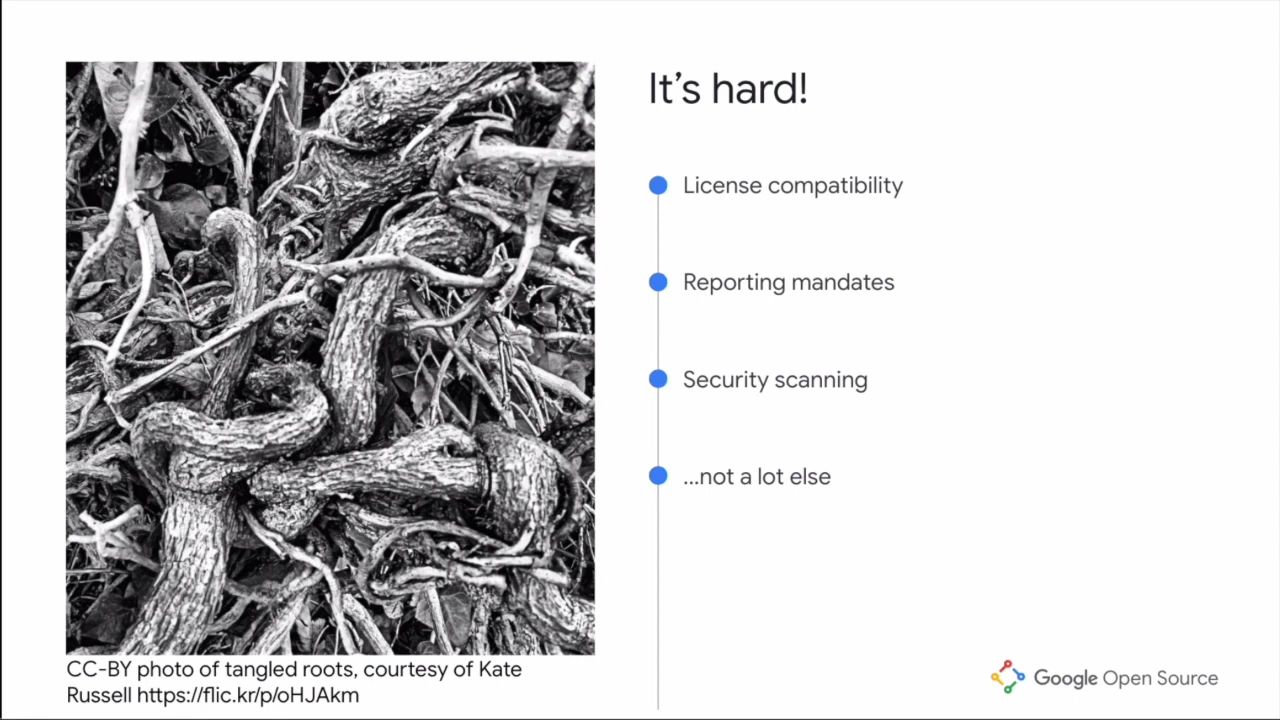 It’s hard!
License compatibility
Reporting mandates
Security scanning
...not a lot else
CC-BY photo of tangled roots, courtesy of Kate
Russell https://flic.kr/p/oHJAkm
Google Open Source